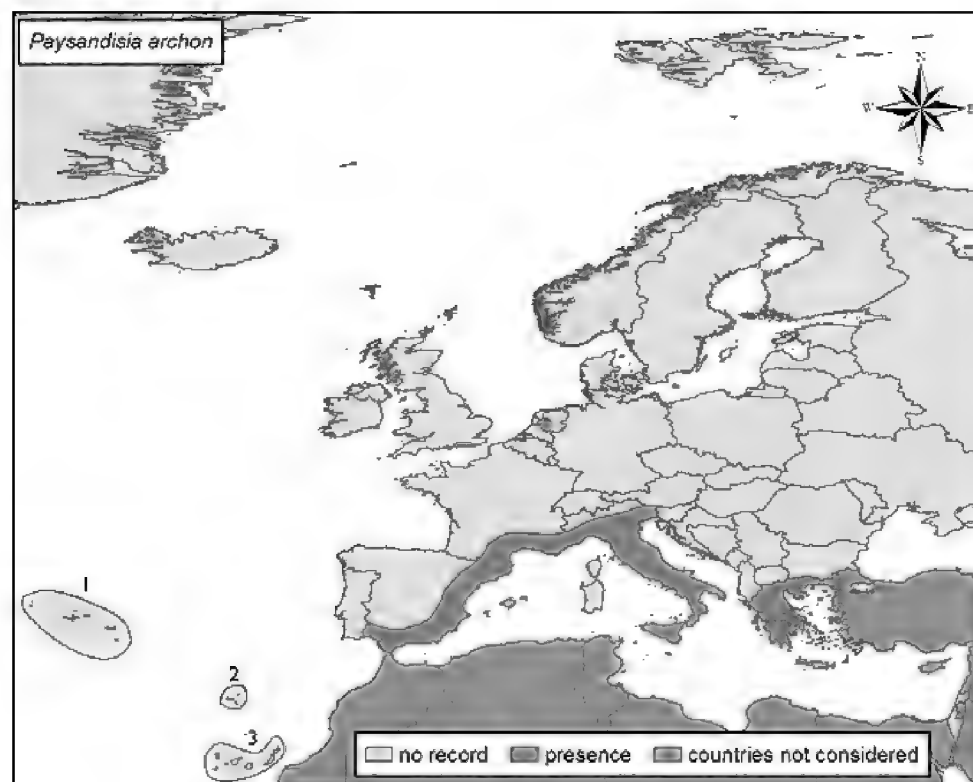 Paysandisia archon
N
W E
S
1
2
3
no record presence countries not considered